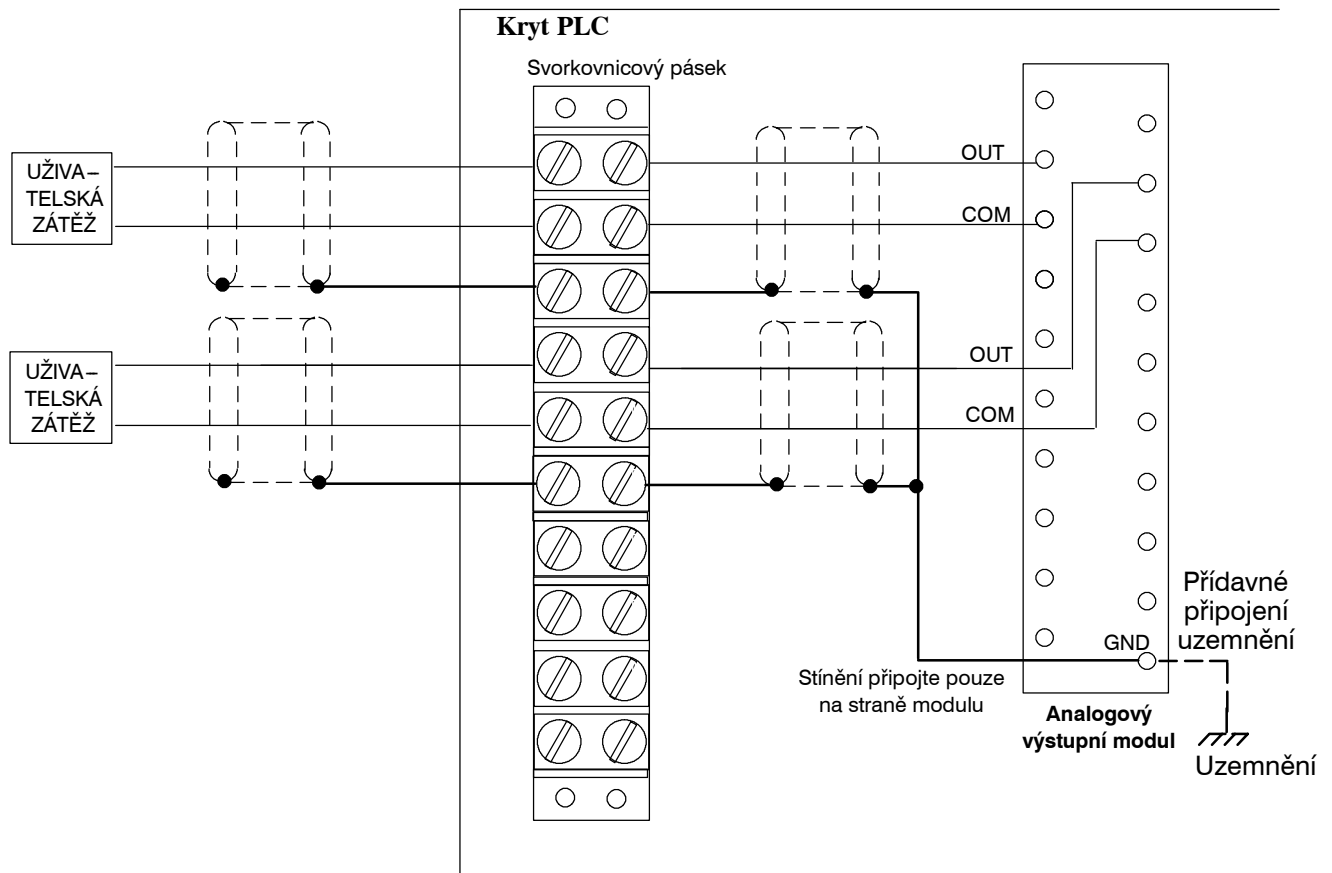 Kryt PLC
Svorkovnicový pásek
UŽIVA–
TELSKÁ
ZÁTĚŽ
OUT
COM
UŽIVA–
TELSKÁ
ZÁTĚŽ
OUT
COM
Přídavné
připojení
uzemnění
GND
Stínění připojte pouze
na straně modulu
Analogový
výstupní modul
Uzemnění